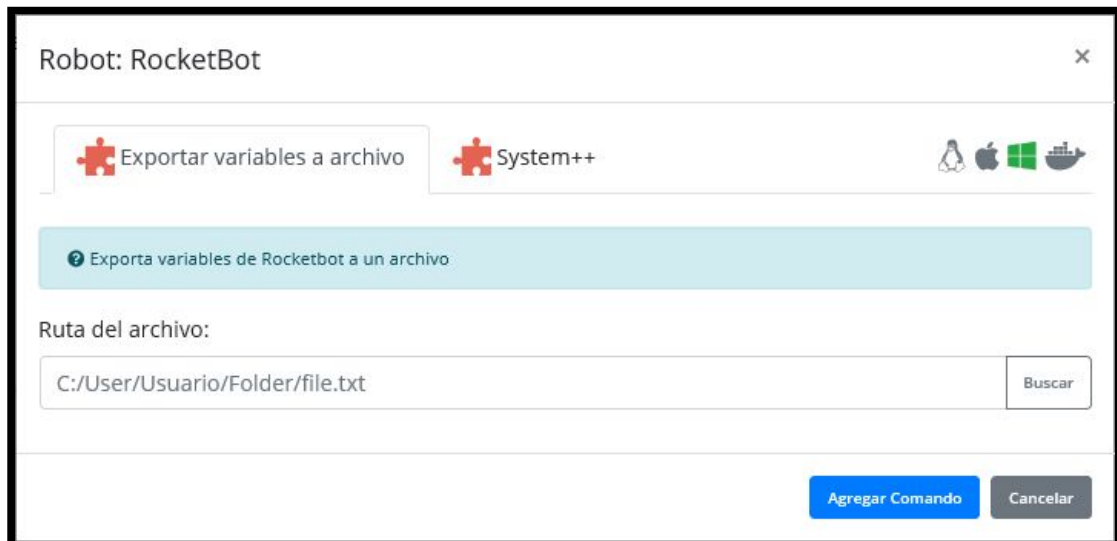 Robot: RocketBot
×
Exportar variables a archivo
System++
Exporta variables de Rocketbot a un archivo
Ruta del archivo:
C:/User/Usuario/Folder/file.txt
Buscar
Agregar Comando
Cancelar